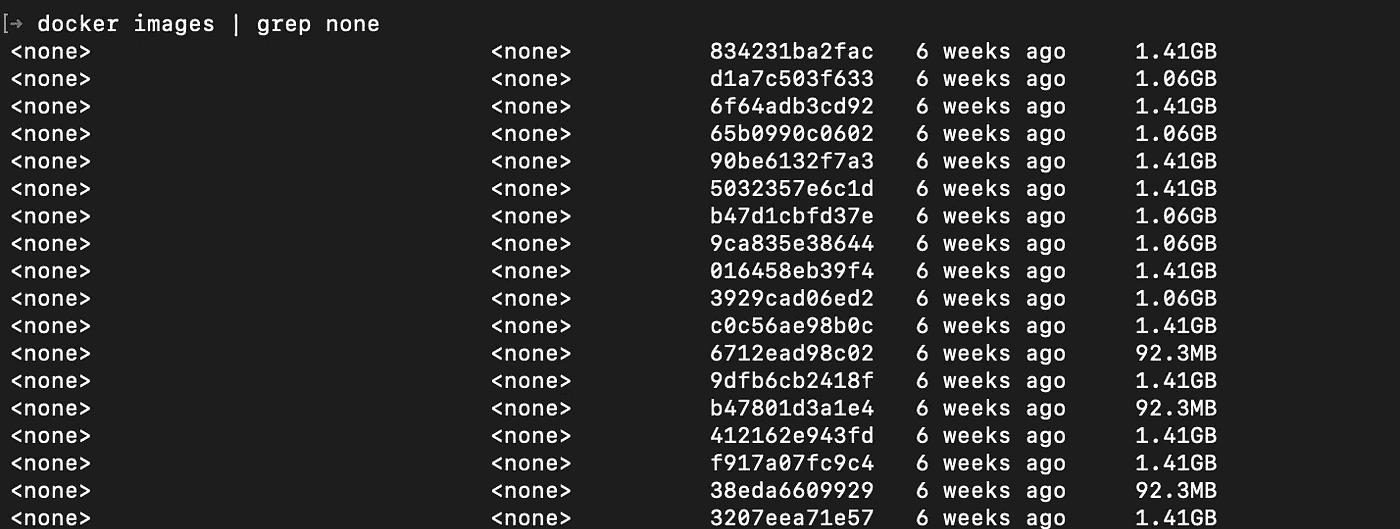 [→ docker images | grep none
<none> <none> 834231ba2fac 6 weeks ago 1.41GB
<none> <none> d1a7c503f633 6 weeks ago 1.06GB
<none> <none> 6f64adb3cd92 6 weeks ago 1.41GB
<none> <none> 65b0990c0602 6 weeks ago 1.06GB
<none> <none> 90be6132f7a3 6 weeks ago 1.41GB
<none> <none> 5032357e6c1d 6 weeks ago 1.41GB
<none> <none> b47d1cbfd37e 6 weeks ago 1.06GB
<none> <none> 9ca835e38644 6 weeks ago 1.06GB
<none> <none> 016458eb39f4 6 weeks ago 1.41GB
<none> <none> 3929cad06ed2 6 weeks ago 1.06GB
<none> <none> c0c56ae98b0c 6 weeks ago 1.41GB
<none> <none> 6712ead98c02 6 weeks ago 92.3MB
<none> <none> 9dfb6cb2418f 6 weeks ago 1.41GB
<none> <none> b47801d3a1e4 6 weeks ago 92.3MB
<none> <none> 412162e943fd 6 weeks ago 1.41GB
<none> <none> f917a07fc9c4 6 weeks ago 1.41GB
<none> <none> 38eda6609929 6 weeks ago 92.3MB
<none> <none> 3207eea71e57 6 weeks ago 1.41GB